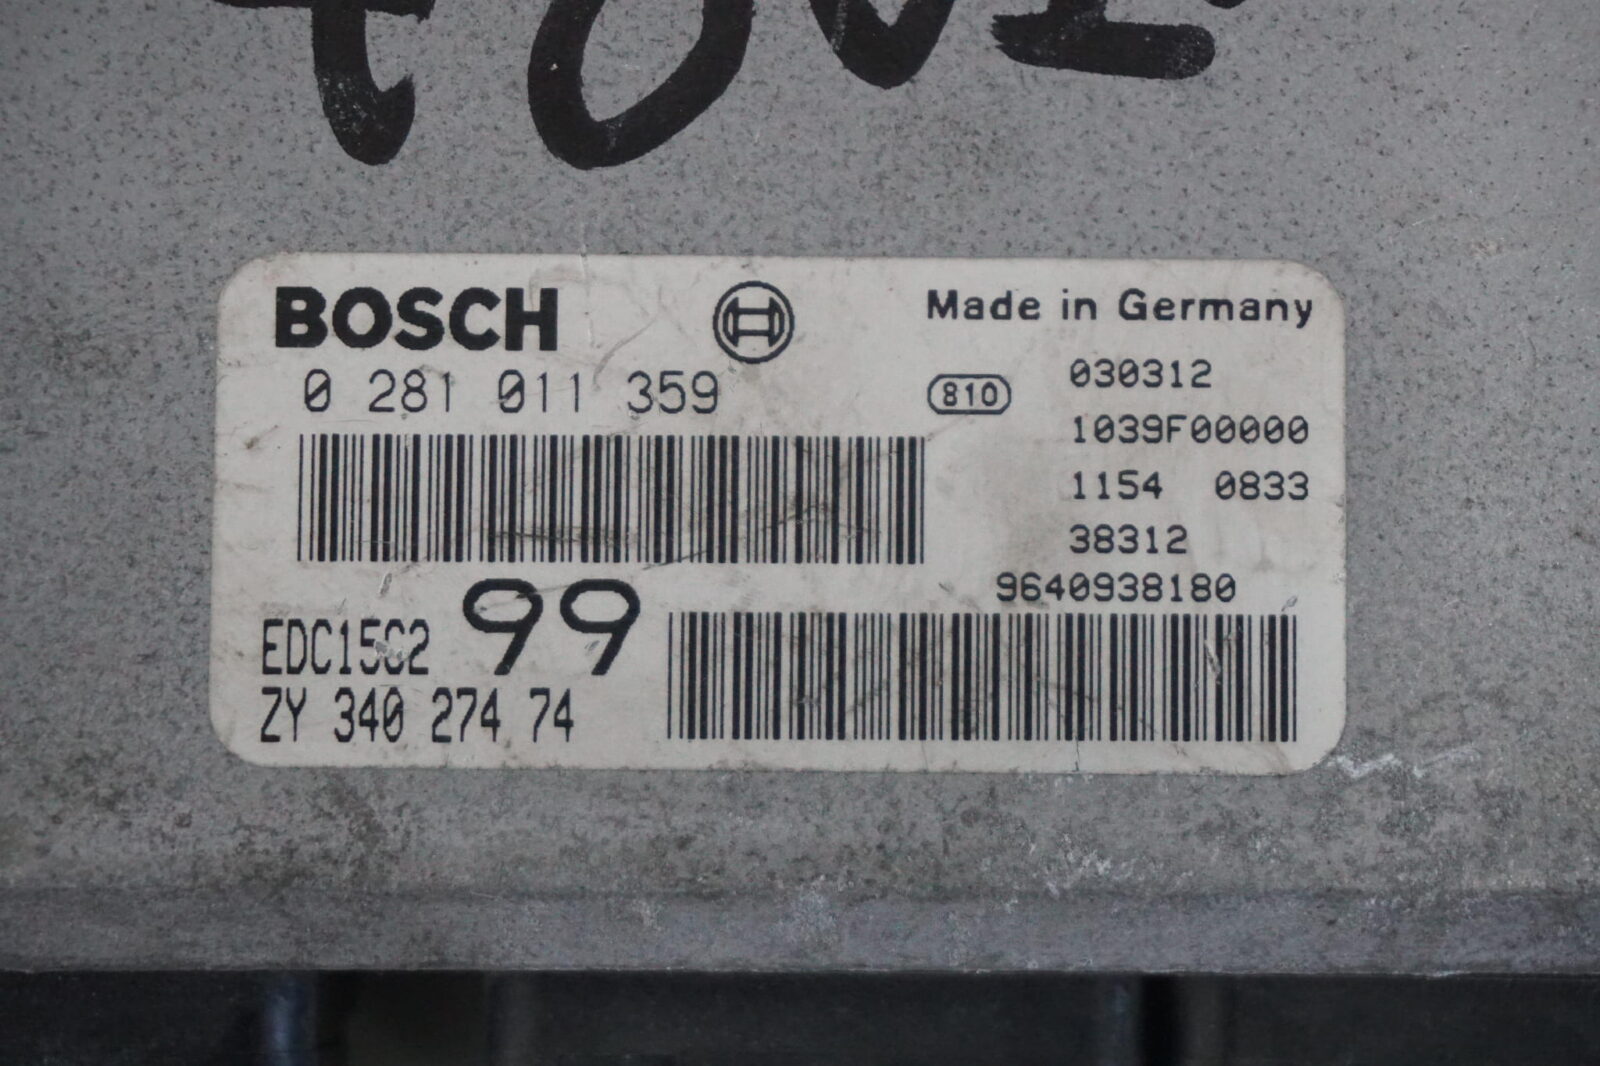 BOSCH
Made in Germany
0 281 011 359
810
030312
1039F00000
1154 0833
38312
9640938180
EDC15C2 99
ZY 340 274 74